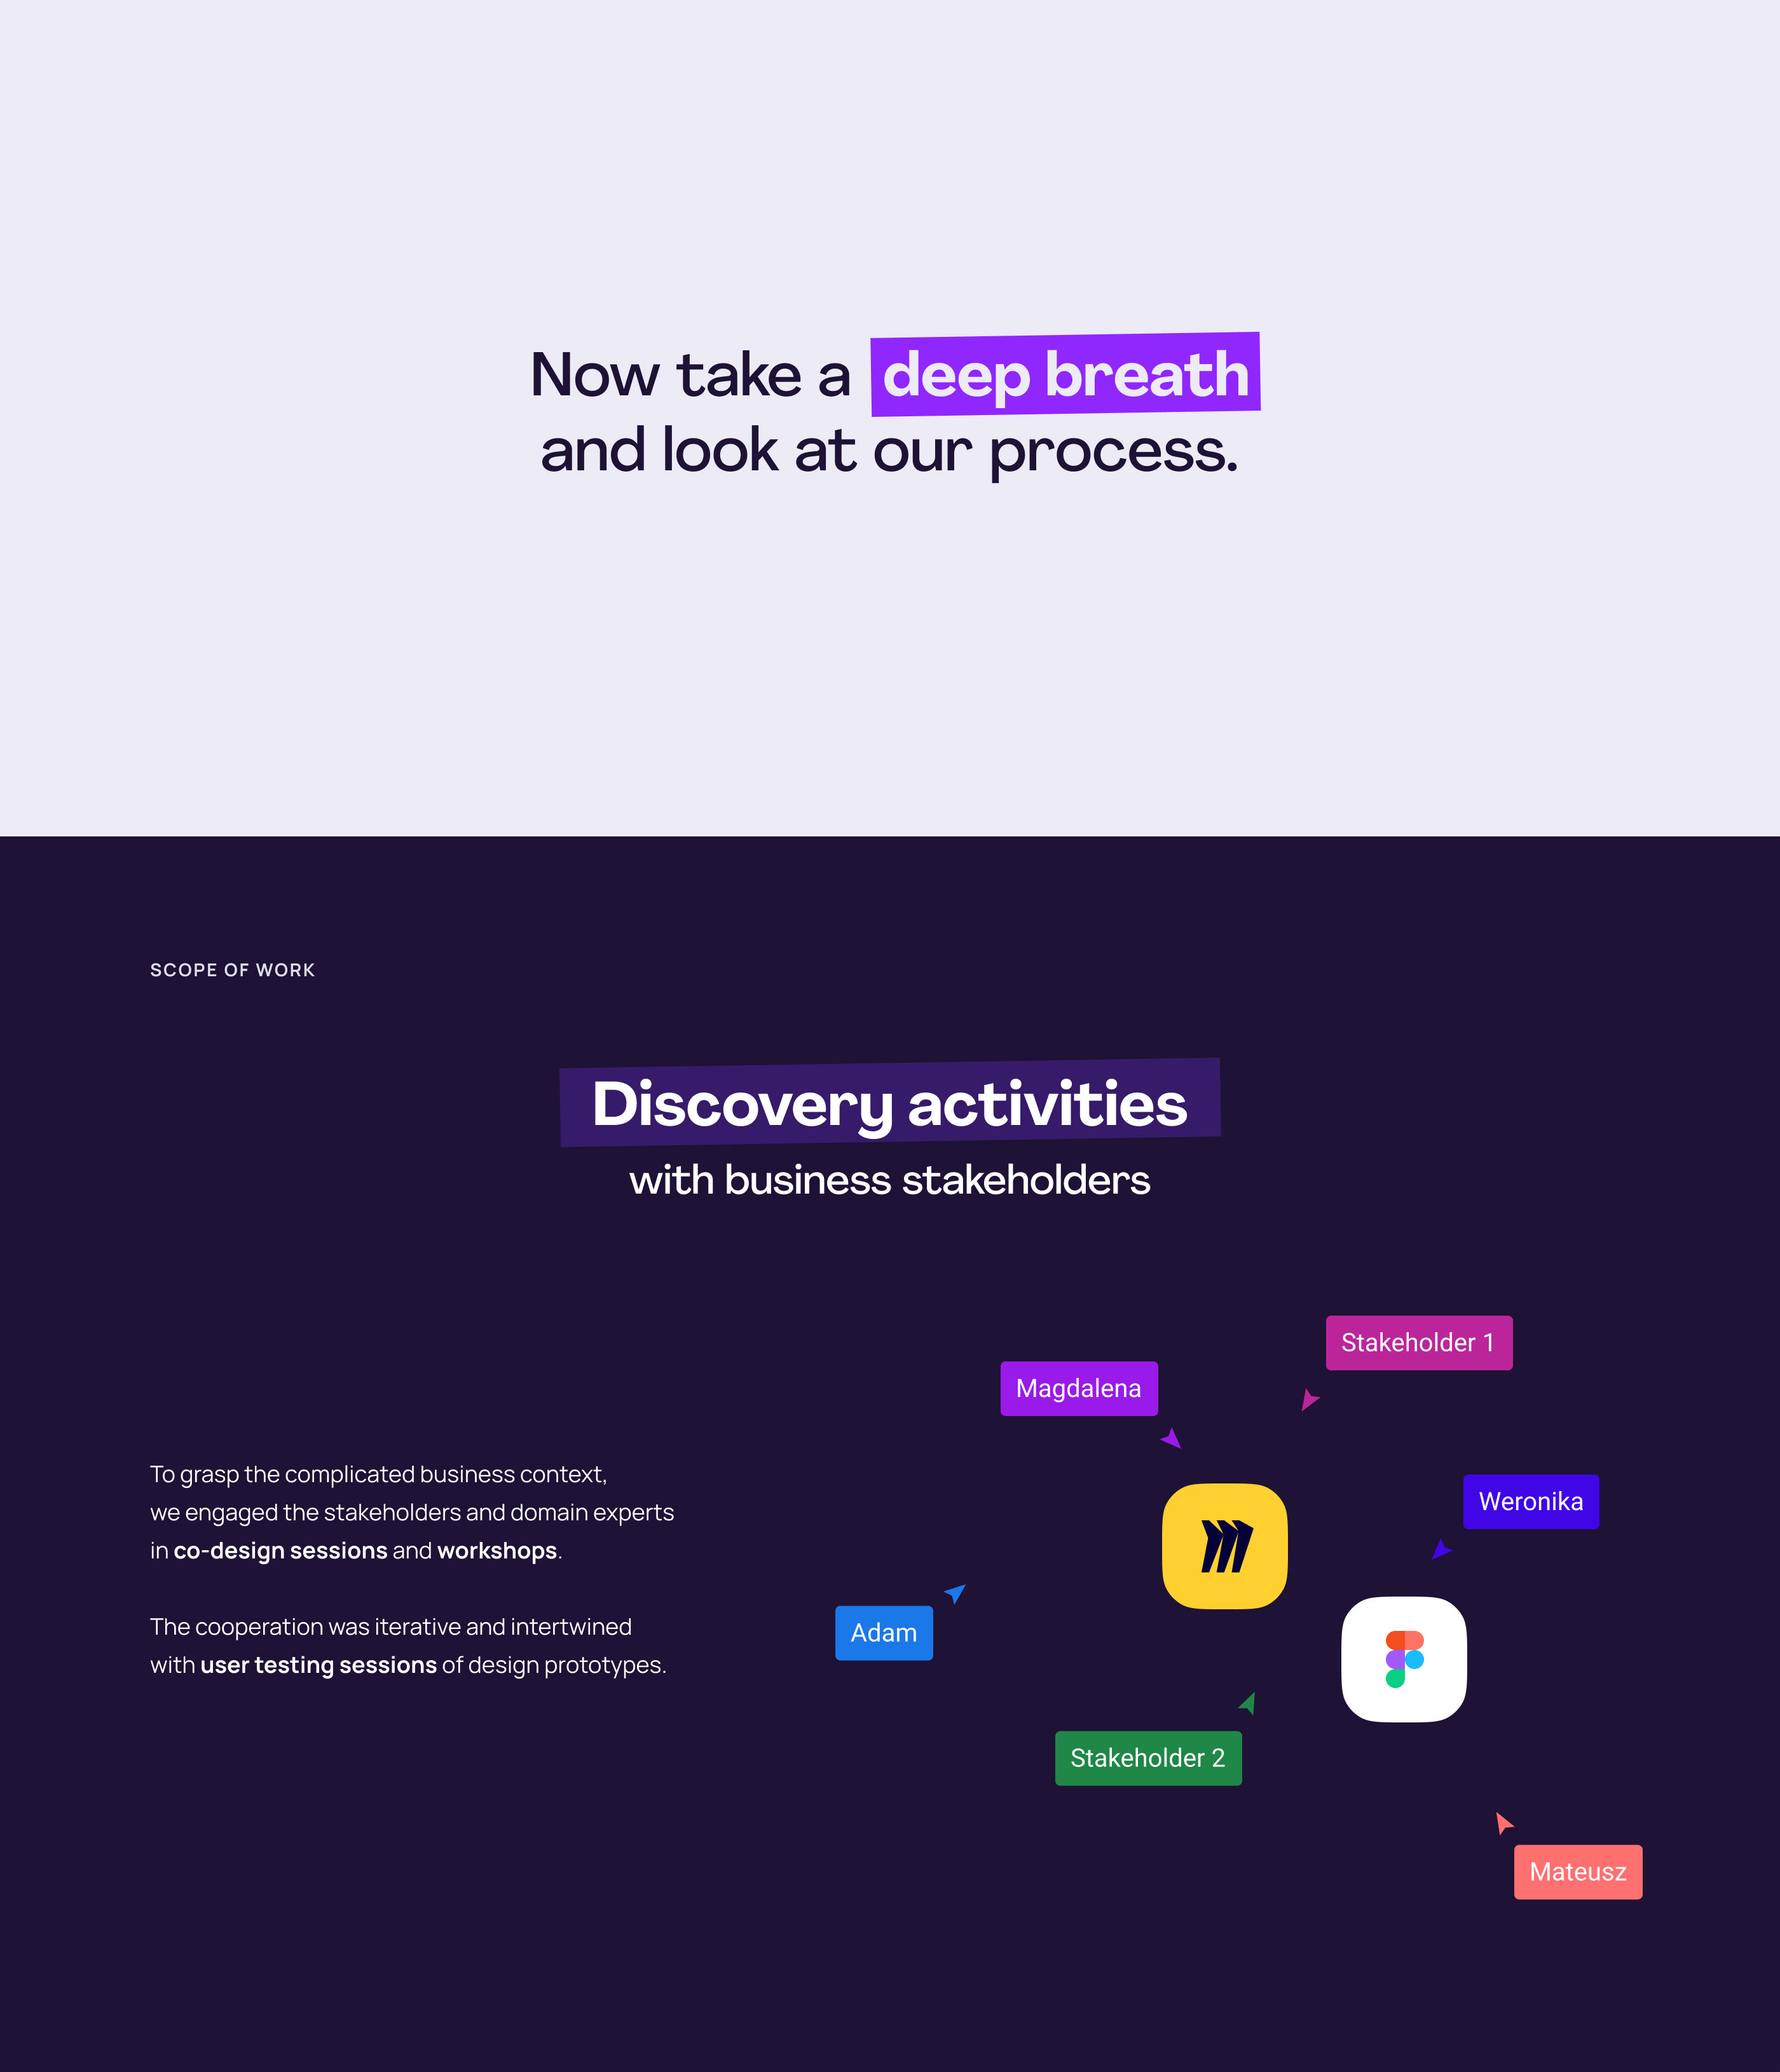 Now take a deep breath
and look at our process.
SCOPE OF WORK
Discovery activities
with business stakeholders
To grasp the complicated business context,
we engaged the stakeholders and domain experts
in co-design sessions and workshops.
The cooperation was iterative and intertwined
with user testing sessions of design prototypes.
Stakeholder 1
Magdalena
Weronika
Adam
Stakeholder 2
Mateusz